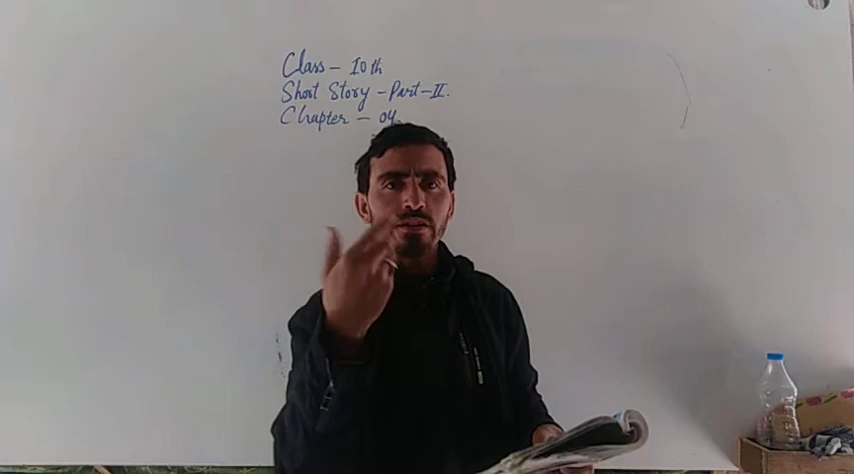 Class - 10th
Short Story - Part - II.
Chapter - 04